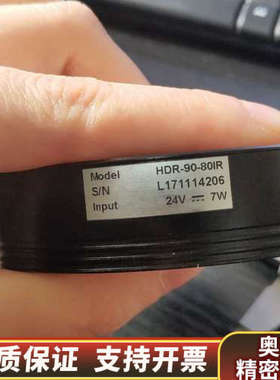 Model HDR-90-80IR
S/N L171114206
Input 24V ⎓ 7W
奥
质保证 支持开票 精密